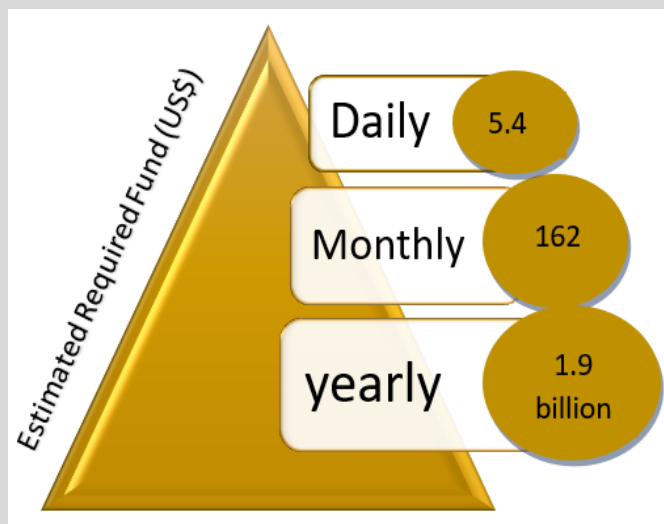 Estimated Required Fund (US$)
Daily
5.4
Monthly
162
yearly
1.9
billion